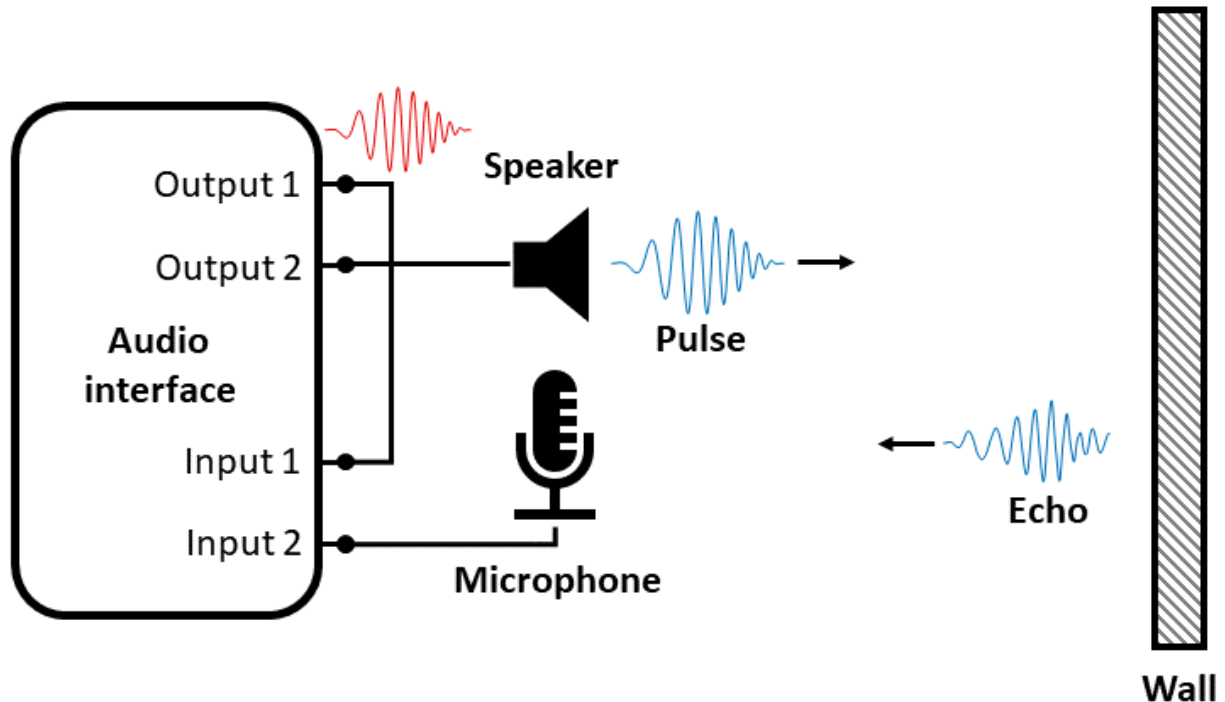 Output 1
Speaker
Output 2
Pulse
Audio
interface
Input 1
Echo
Input 2
Microphone
Wall